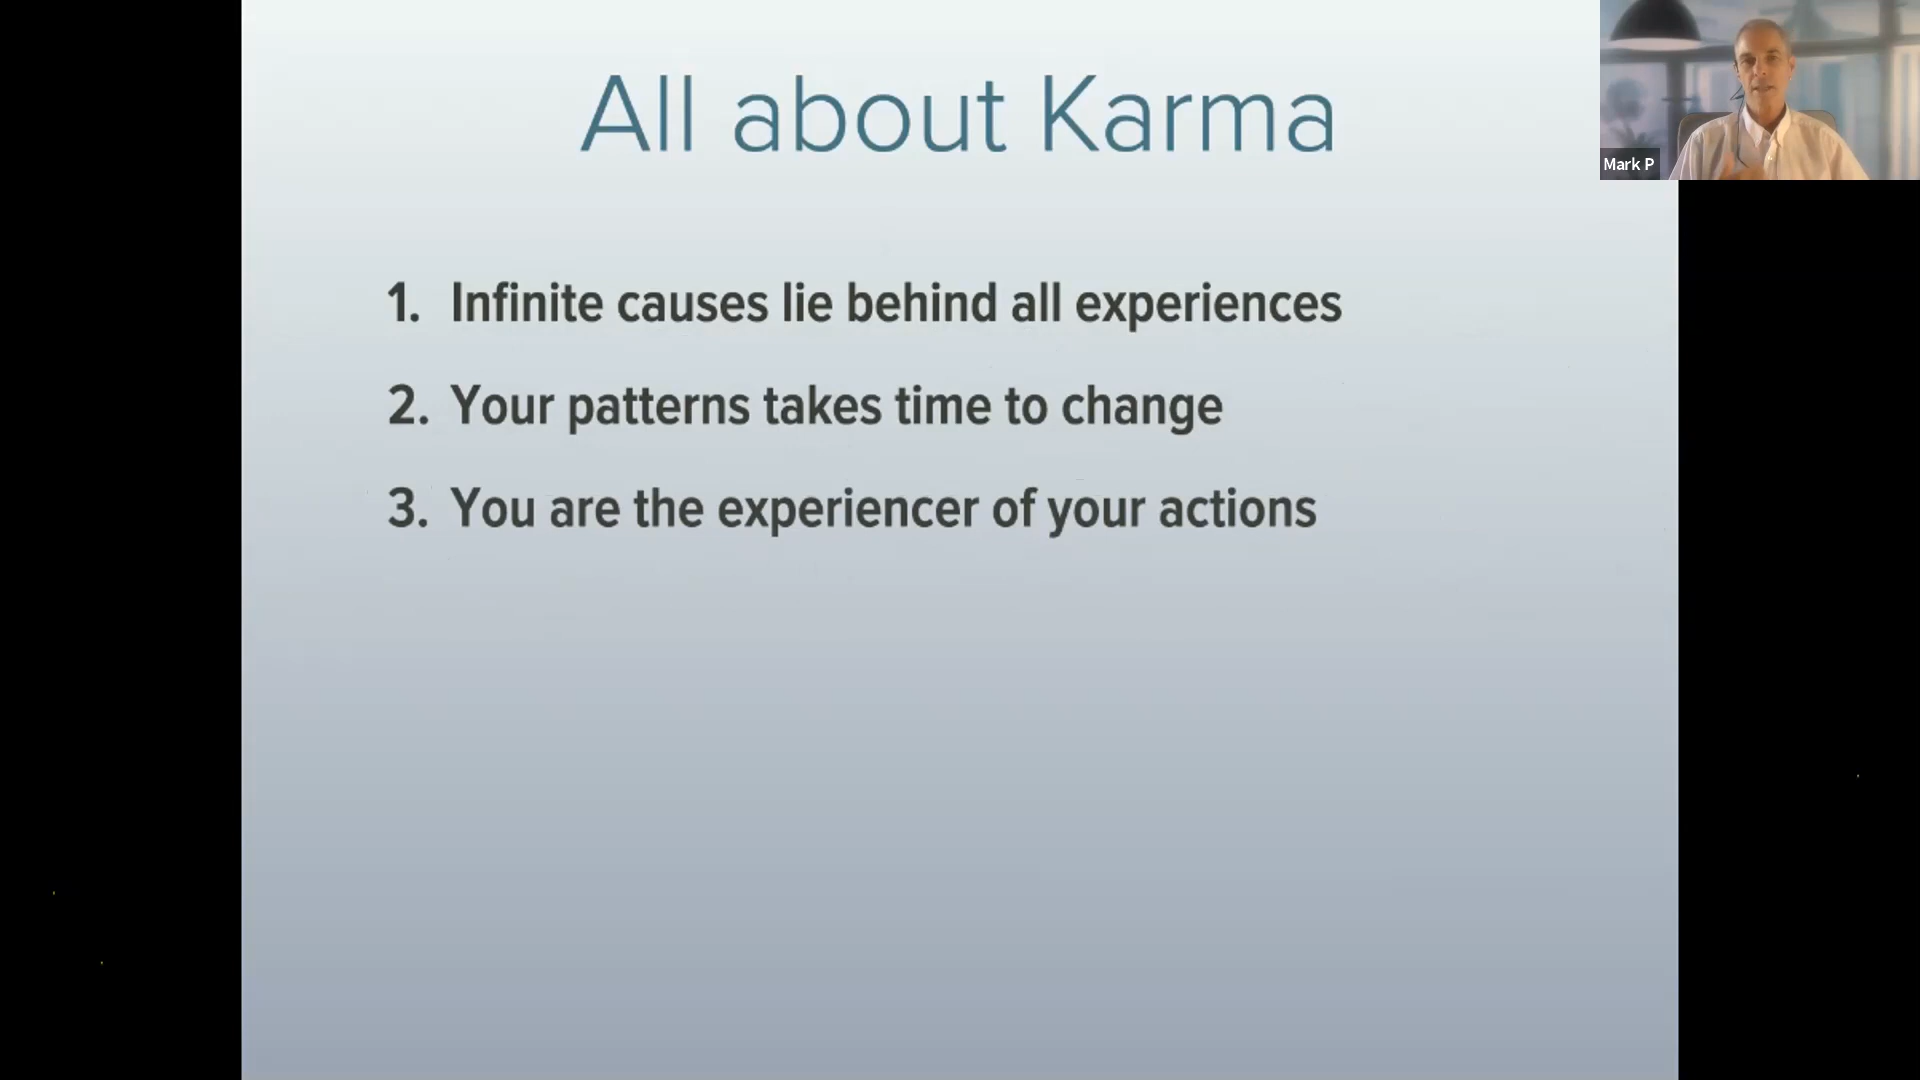 All about Karma
1. Infinite causes lie behind all experiences
2. Your patterns takes time to change
3. You are the experiencer of your actions
Mark P